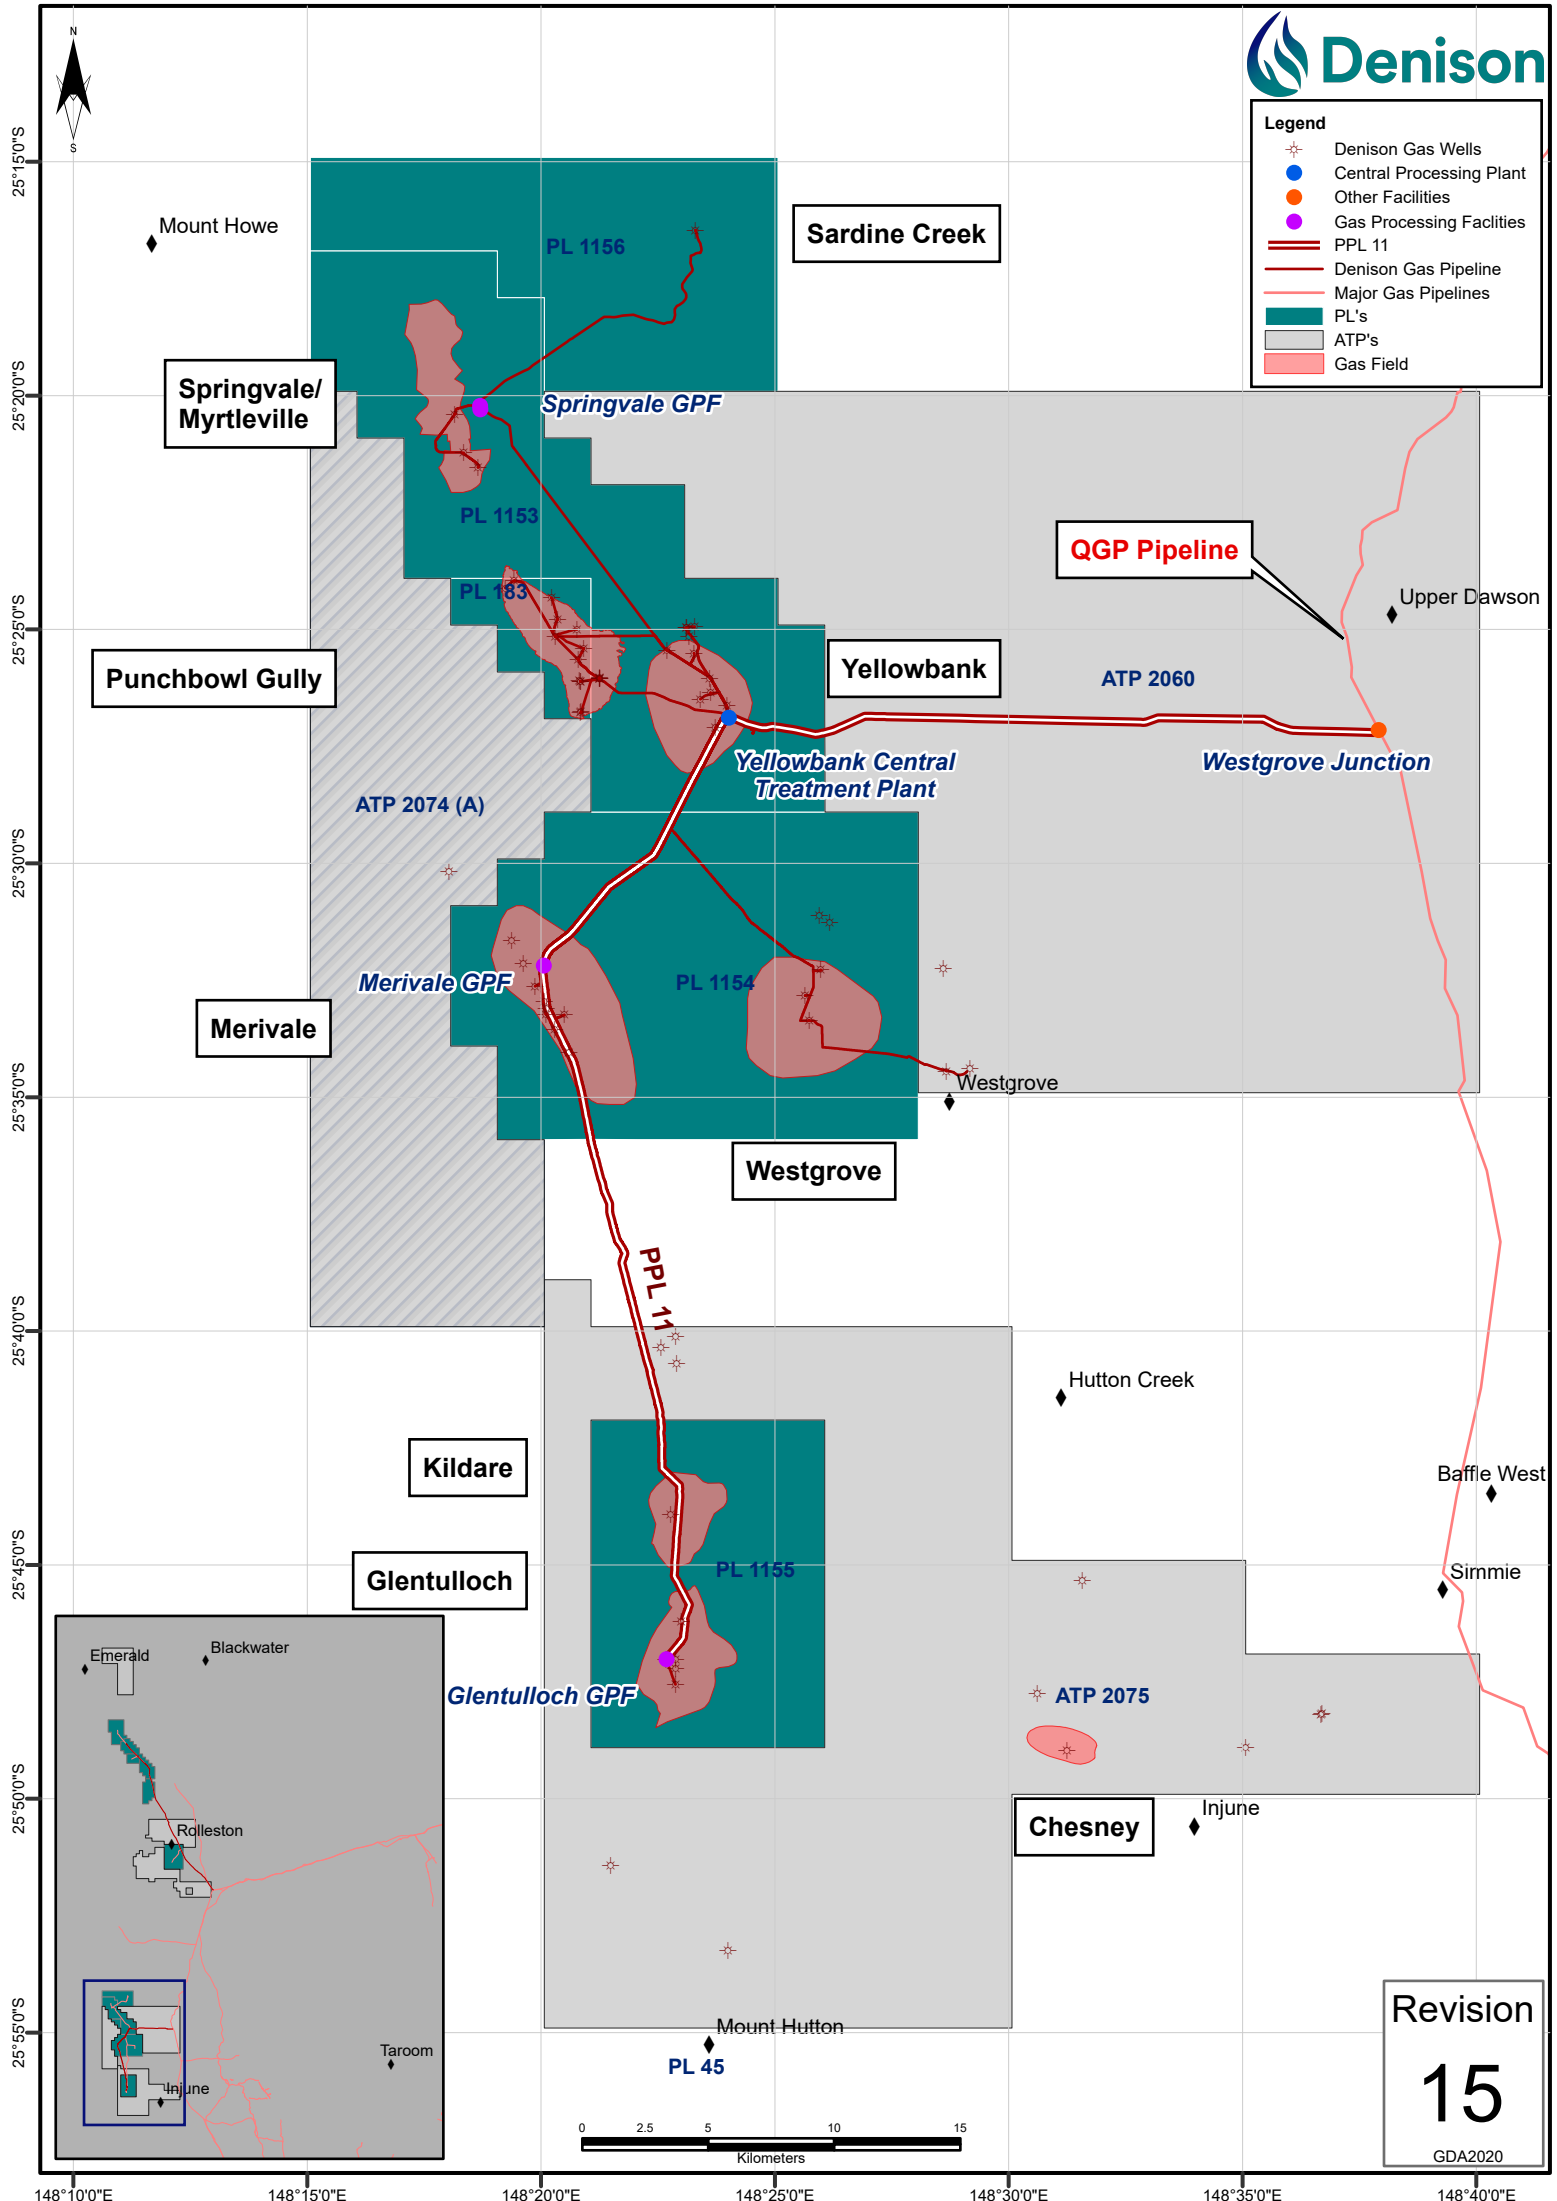 N
S
Denison
Legend
Denison Gas Wells
Central Processing Plant
Other Facilities
Gas Processing Faclities
PPL 11
Denison Gas Pipeline
Major Gas Pipelines
PL's
ATP's
Gas Field
25°15'0"S
25°20'0"S
25°25'0"S
25°30'0"S
25°35'0"S
25°40'0"S
25°45'0"S
25°50'0"S
25°55'0"S
Mount Howe
PL 1156
Sardine Creek
Springvale/
Myrtleville
Springvale GPF
PL 1153
QGP Pipeline
PL 183
Upper Dawson
Punchbowl Gully
Yellowbank
ATP 2060
Yellowbank Central
Treatment Plant
Westgrove Junction
ATP 2074 (A)
Merivale GPF
PL 1154
Merivale
Westgrove
Westgrove
PPL 11
Hutton Creek
Kildare
Baffle West
Glentulloch
PL 1155
Simmie
Glentulloch GPF
ATP 2075
Chesney
Injune
Mount Hutton
PL 45
Emerald
Blackwater
Rolleston
Taroom
Injune
0 2.5 5 10 15
Kilometers
Revision
15
GDA2020
148°10'0"E 148°15'0"E 148°20'0"E 148°25'0"E 148°30'0"E 148°35'0"E 148°40'0"E